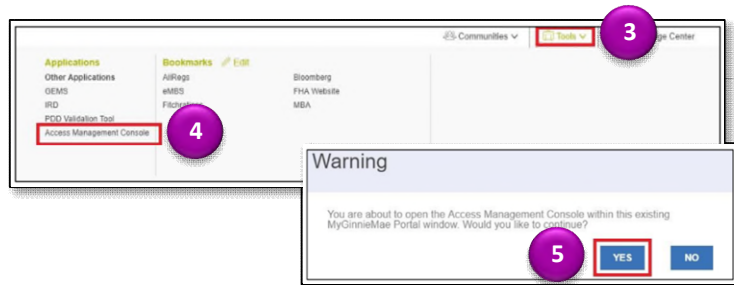 Communities Tools 3 ge Center
Applications Bookmarks Edit
Other Applications AllRegs Bloomberg
GEMS eMBS FHA Website
IRD Fitchratings MBA
PDD Validation Tool
Access Management Console
4
Warning
You are about to open the Access Management Console within this existing
MyGinnieMae Portal window. Would you like to continue?
5 YES NO